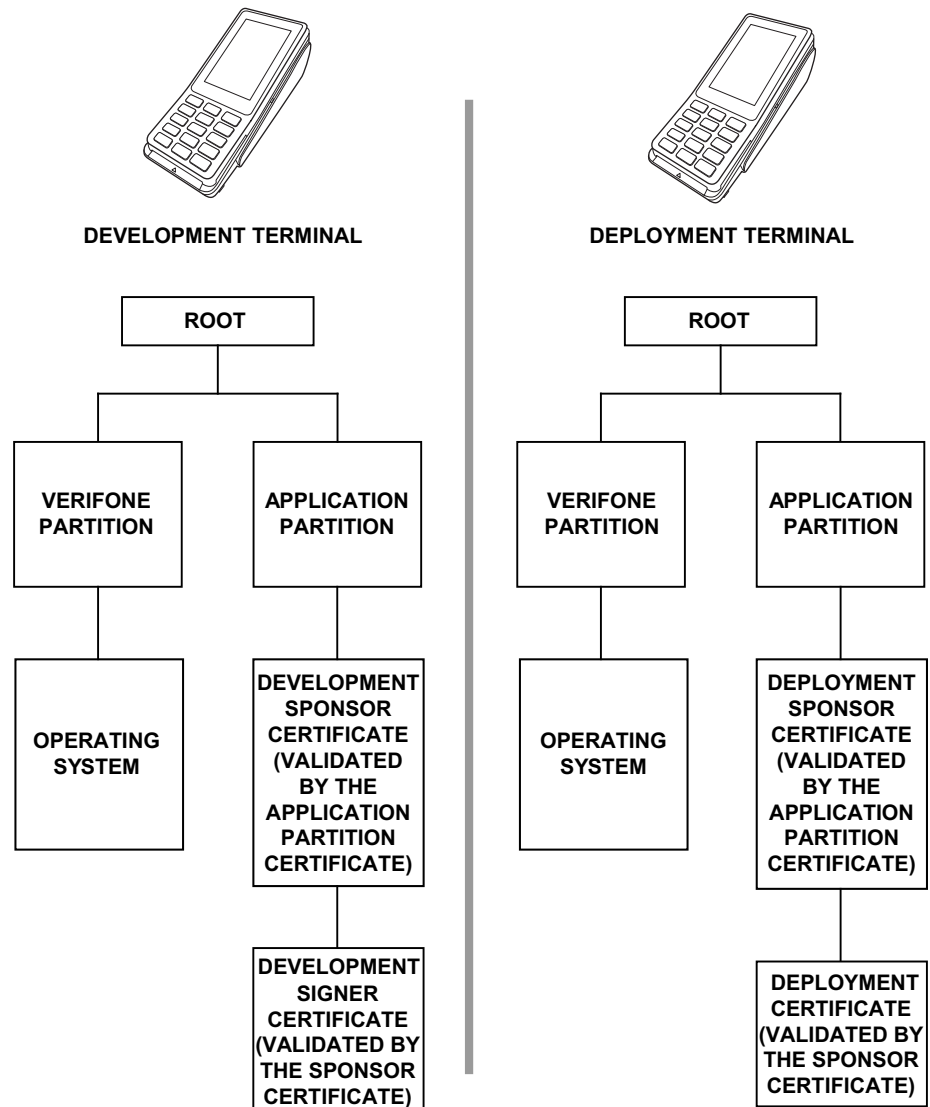 DEVELOPMENT TERMINAL
ROOT
VERIFONE
PARTITION
APPLICATION
PARTITION
OPERATING
SYSTEM
DEVELOPMENT
SPONSOR
CERTIFICATE
(VALIDATED
BY THE
APPLICATION
PARTITION
CERTIFICATE)
DEVELOPMENT
SIGNER
CERTIFICATE
(VALIDATED BY
THE SPONSOR
CERTIFICATE)
DEPLOYMENT TERMINAL
ROOT
VERIFONE
PARTITION
APPLICATION
PARTITION
OPERATING
SYSTEM
DEPLOYMENT
SPONSOR
CERTIFICATE
(VALIDATED
BY THE
APPLICATION
PARTITION
CERTIFICATE)
DEPLOYMENT
CERTIFICATE
(VALIDATED BY
THE SPONSOR
CERTIFICATE)